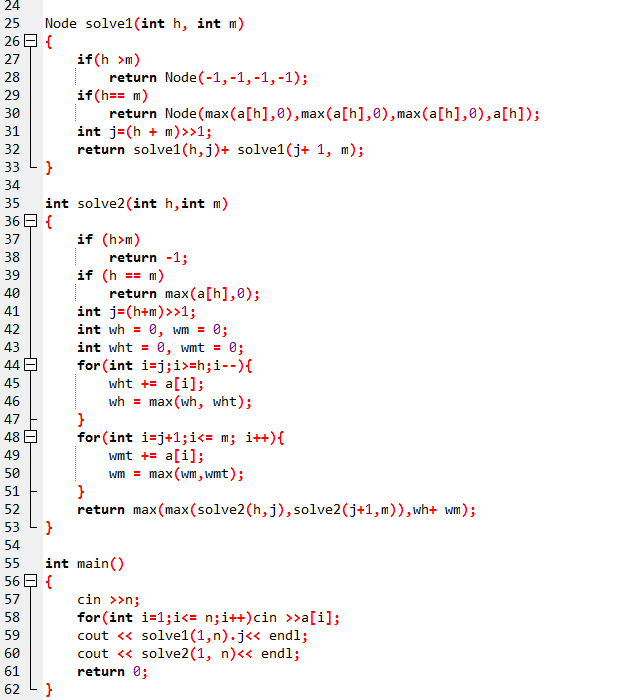 24
25 Node solve1(int h, int m)
26 {
27 if(h >m)
28 return Node(-1,-1,-1,-1);
29 if(h== m)
30 return Node(max(a[h],0),max(a[h],0),max(a[h],0),a[h]);
31 int j=(h + m)>>1;
32 return solve1(h,j)+ solve1(j+ 1, m);
33 }
34
35 int solve2(int h,int m)
36 {
37 if (h>m)
38 return -1;
39 if (h == m)
40 return max(a[h],0);
41 int j=(h+m)>>1;
42 int wh = 0, wm = 0;
43 int wht = 0, wmt = 0;
44 for(int i=j;i>=h;i--){
45 wht += a[i];
46 wh = max(wh, wht);
47 }
48 for(int i=j+1;i<= m; i++){
49 wmt += a[i];
50 wm = max(wm,wmt);
51 }
52 return max(max(solve2(h,j),solve2(j+1,m)),wh+ wm);
53 }
54
55 int main()
56 {
57 cin >>n;
58 for(int i=1;i<= n;i++)cin >>a[i];
59 cout << solve1(1,n).j<< endl;
60 cout << solve2(1, n)<< endl;
61 return 0;
62 }